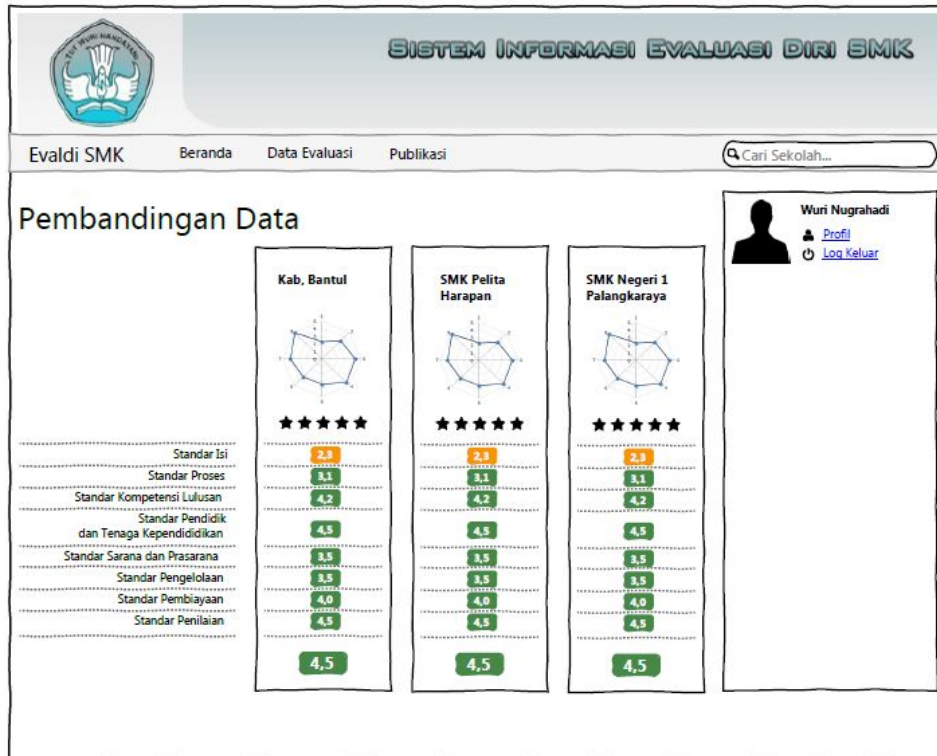 TUT WURI HANDAYANI
SISTEM INFORMASI EVALUASI DIRI SMK
Evaldi SMK Beranda Data Evaluasi Publikasi Cari Sekolah...
Pembandingan Data
Wuri Nugrahadi
Profil
Log Keluar
Kab, Bantul SMK Pelita Harapan SMK Negeri 1 Palangkaraya
Standar Isi 2,3 2,3 2,3
Standar Proses 3,1 3,1 3,1
Standar Kompetensi Lulusan 4,2 4,2 4,2
Standar Pendidik
dan Tenaga Kependididikan 4,5 4,5 4,5
Standar Sarana dan Prasarana 3,5 3,5 3,5
Standar Pengelolaan 3,5 3,5 3,5
Standar Pembiayaan 4,0 4,0 4,0
Standar Penilaian 4,5 4,5 4,5
4,5 4,5 4,5